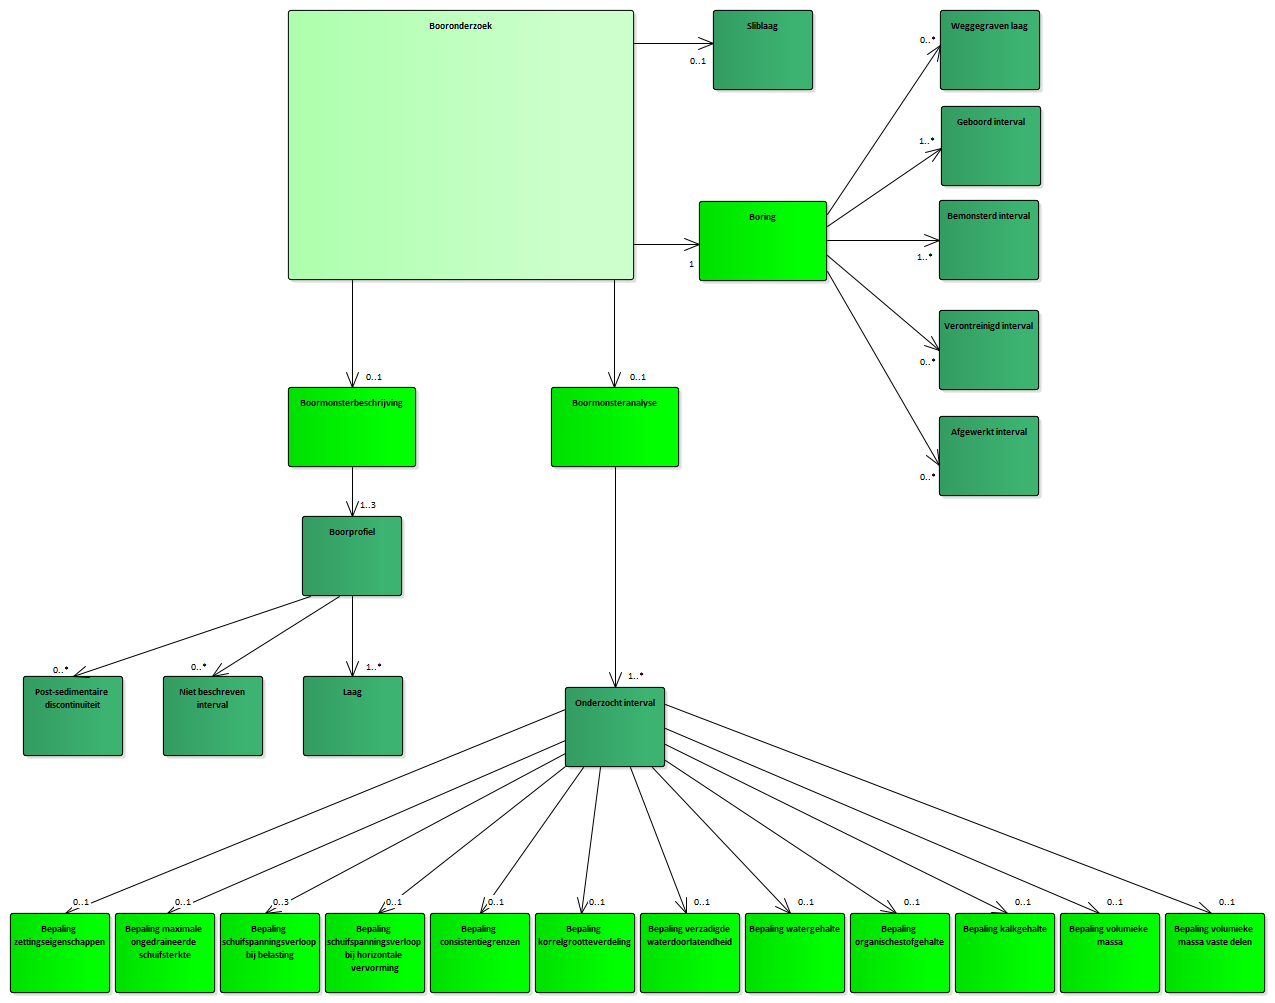 Booronderzoek
Sliblaag
0..1
Weggegraven laag
0..*
Geboord interval
1..*
Boring
1
Bemonsterd interval
1..*
Verontreinigd interval
0..*
Afgewerkt interval
0..*
0..1
Boormonsterbeschrijving
0..1
Boormonsteranalyse
1..3
Boorprofiel
0..*
Post-sedimentaire
discontinuiteit
0..*
Niet beschreven
interval
1..*
Laag
1..*
Onderzocht interval
0..1
Bepaling
zettingseigenschappen
0..1
Bepaling maximale
ongedraineerde
schuifsterkte
0..3
Bepaling
schuifspanningsverloop
bij belasting
0..1
Bepaling
schuifspanningsverloop
bij horizontale
vervorming
0..1
Bepaling
consistentiegrenzen
0..1
Bepaling
korrelgrootteverdeling
0..1
Bepaling verzadigde
waterdoorlatendheid
0..1
Bepaling watergehalte
0..1
Bepaling
organischestofgehalte
0..1
Bepaling kalkgehalte
0..1
Bepaling volumieke
massa
0..1
Bepaling volumieke
massa vaste delen